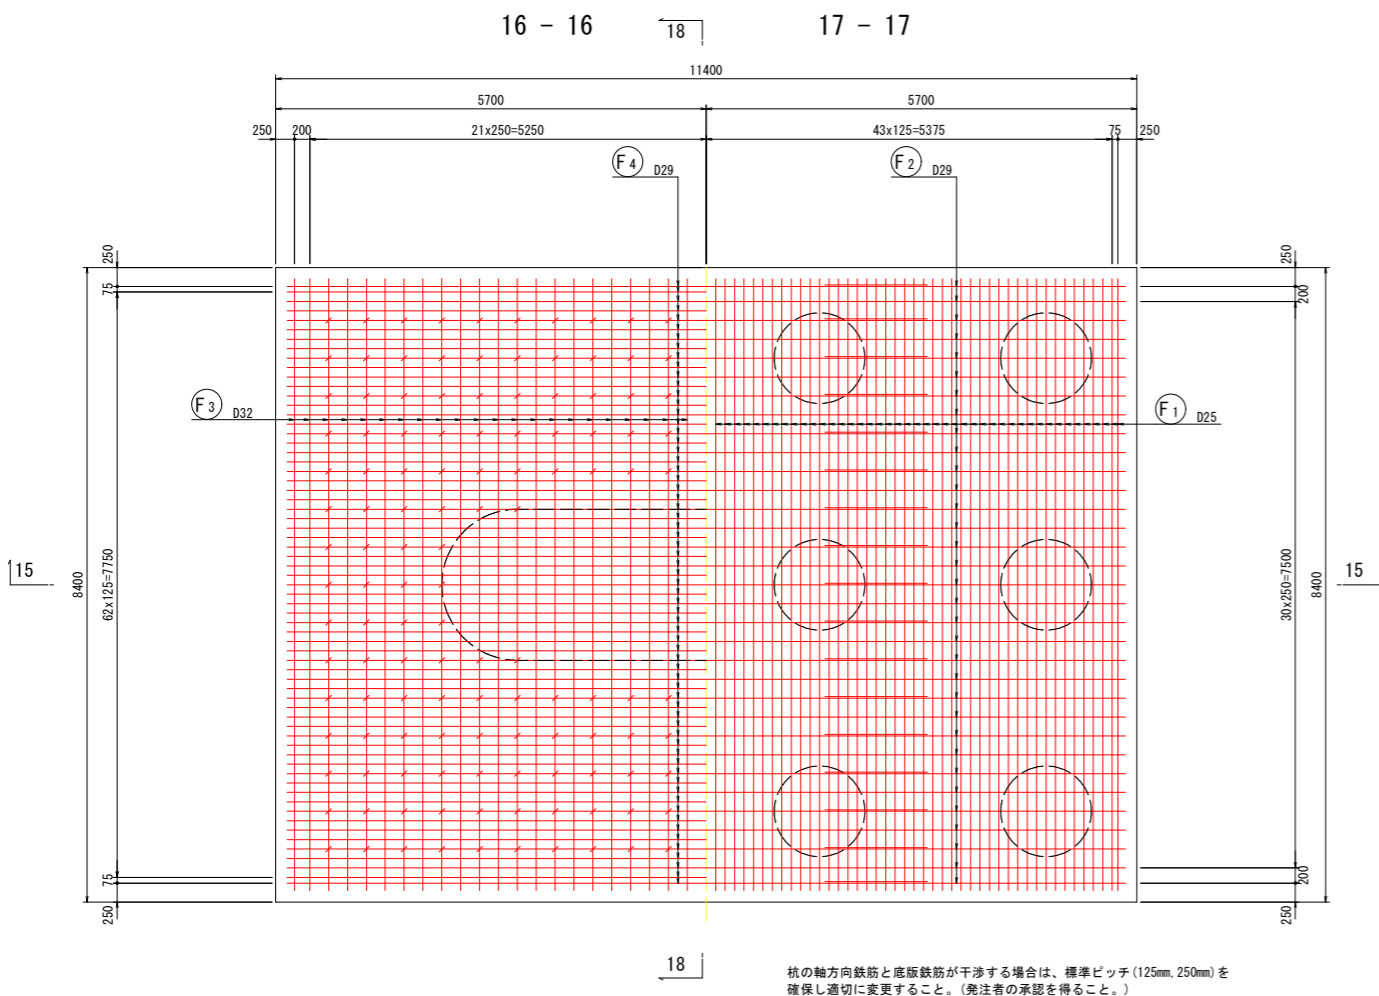 16 − 16
18
17 − 17
11400
5700
5700
250
200
21x250=5250
43x125=5375
75
250
F4 D29
F2 D29
250
75
250
200
F3 D32
F1 D25
15
8400
62x125=7750
30x250=7500
8400
15
75
250
200
250
18
杭の軸方向鉄筋と底版鉄筋が干渉する場合は、標準ピッチ(125mm,250mm)を
確保し適切に変更すること。(発注者の承認を得ること。)